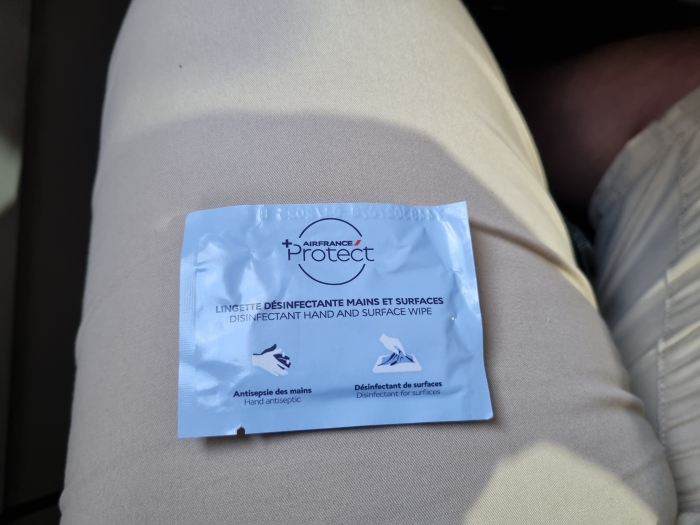 AIRFRANCE
+Protect
LINGETTE DÉSINFECTANTE MAINS ET SURFACES
DISINFECTANT HAND AND SURFACE WIPE
Antisepsie des mains
Hand antiseptic
Désinfectant de surfaces
Disinfectant for surfaces